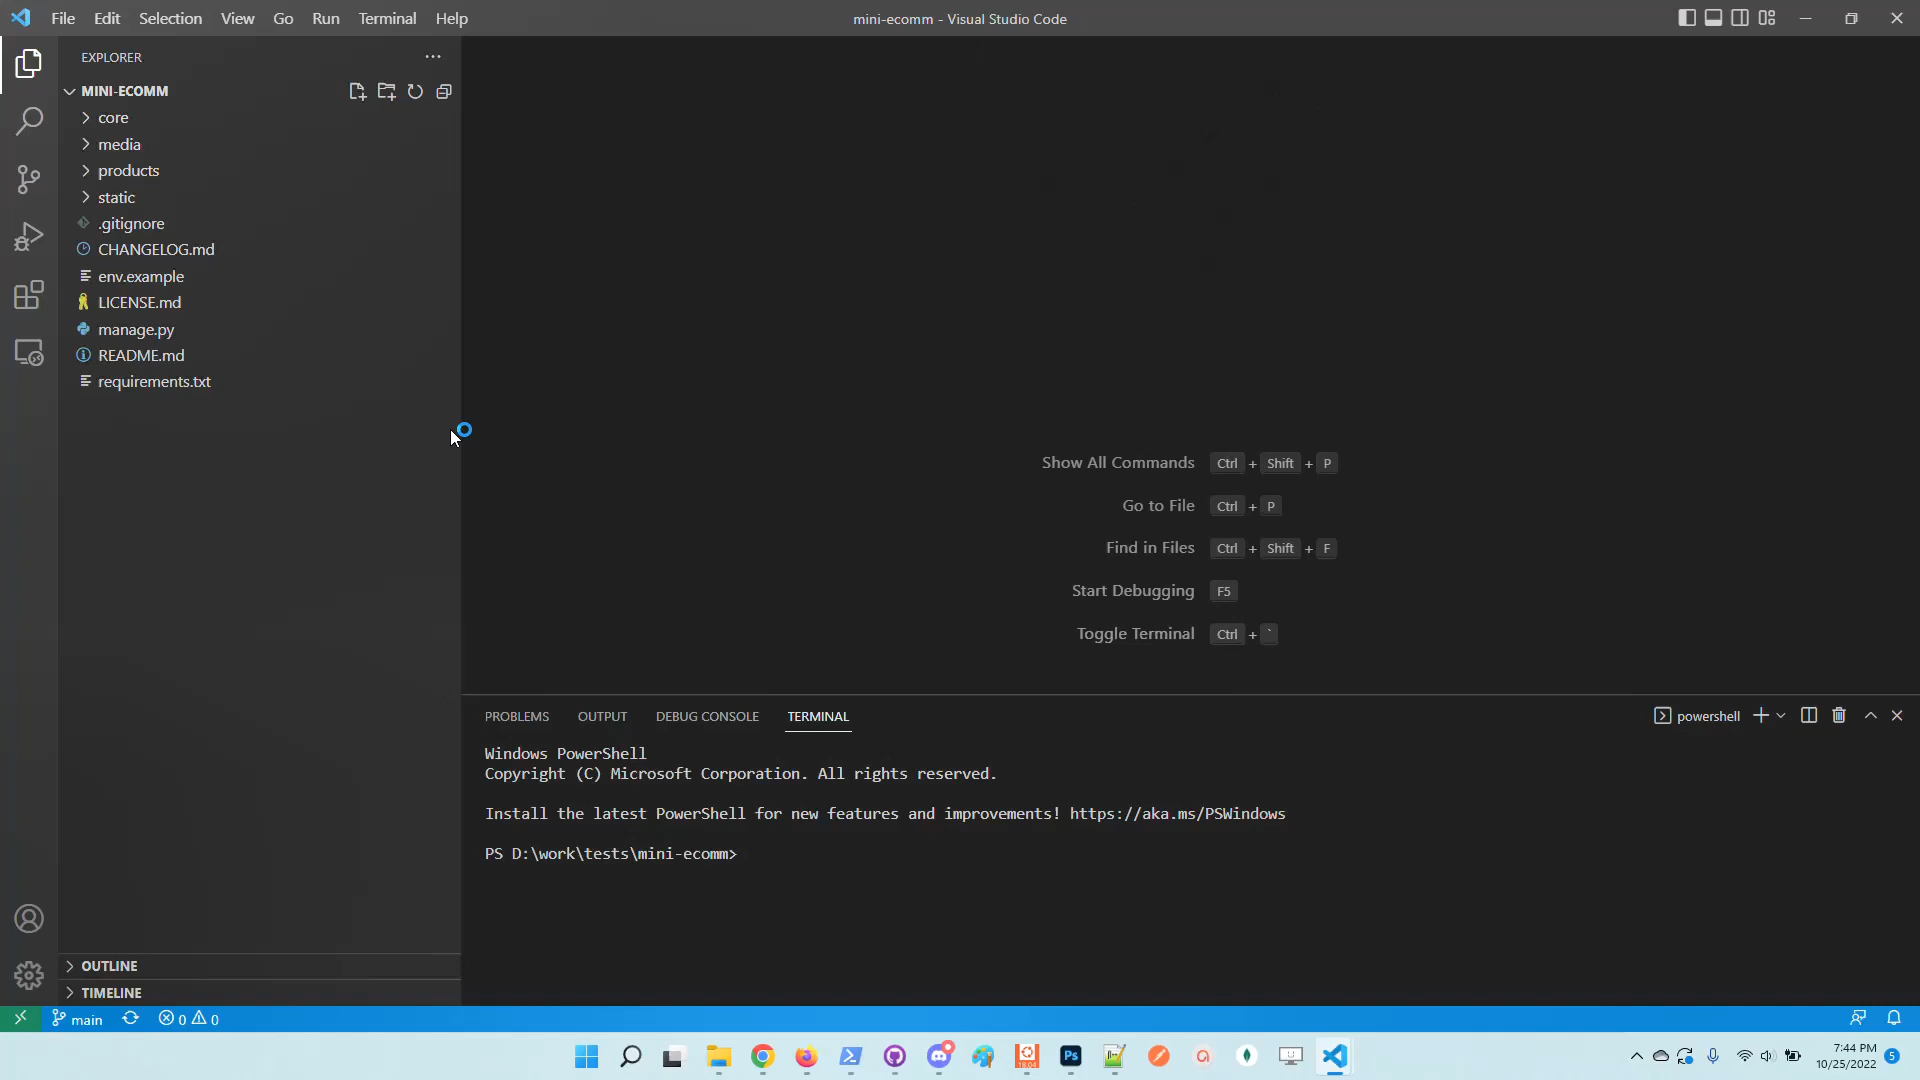 File Edit Selection View Go Run Terminal Help
mini-ecomm - Visual Studio Code
EXPLORER
MINI-ECOMM
core
media
products
static
.gitignore
CHANGELOG.md
env.example
LICENSE.md
manage.py
README.md
requirements.txt
OUTLINE
TIMELINE
Show All Commands Ctrl + Shift + P
Go to File Ctrl + P
Find in Files Ctrl + Shift + F
Start Debugging F5
Toggle Terminal Ctrl + `
PROBLEMS OUTPUT DEBUG CONSOLE TERMINAL
powershell
Windows PowerShell
Copyright (C) Microsoft Corporation. All rights reserved.
Install the latest PowerShell for new features and improvements! https://aka.ms/PSWindows
PS D:\work\tests\mini-ecomm>
main 0 0
18.04
Ps
7:44 PM
10/25/2022
5